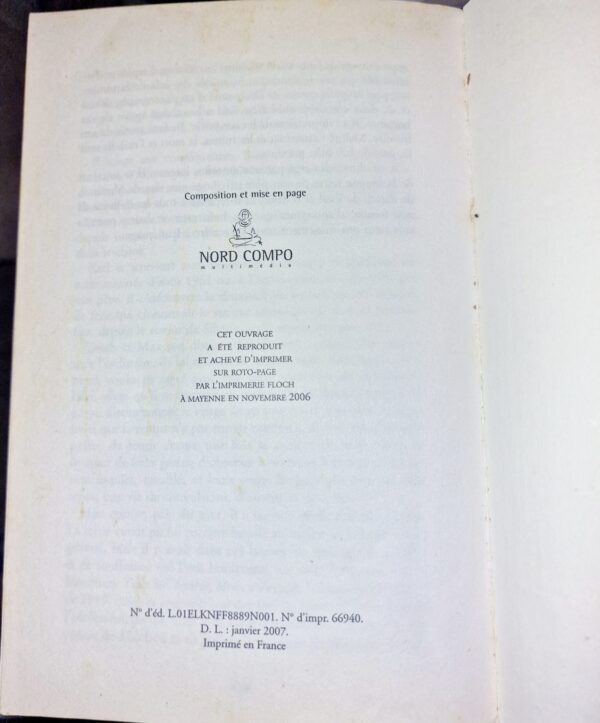 Composition et mise en page
NORD COMPO
multimédia
CET OUVRAGE
A ÉTÉ REPRODUIT
ET ACHEVÉ D'IMPRIMER
SUR ROTO-PAGE
PAR L'IMPRIMERIE FLOCH
À MAYENNE EN NOVEMBRE 2006
N° d'éd. L.01ELKNFF8889N001. N° d'impr. 66940.
D. L. : janvier 2007.
Imprimé en France